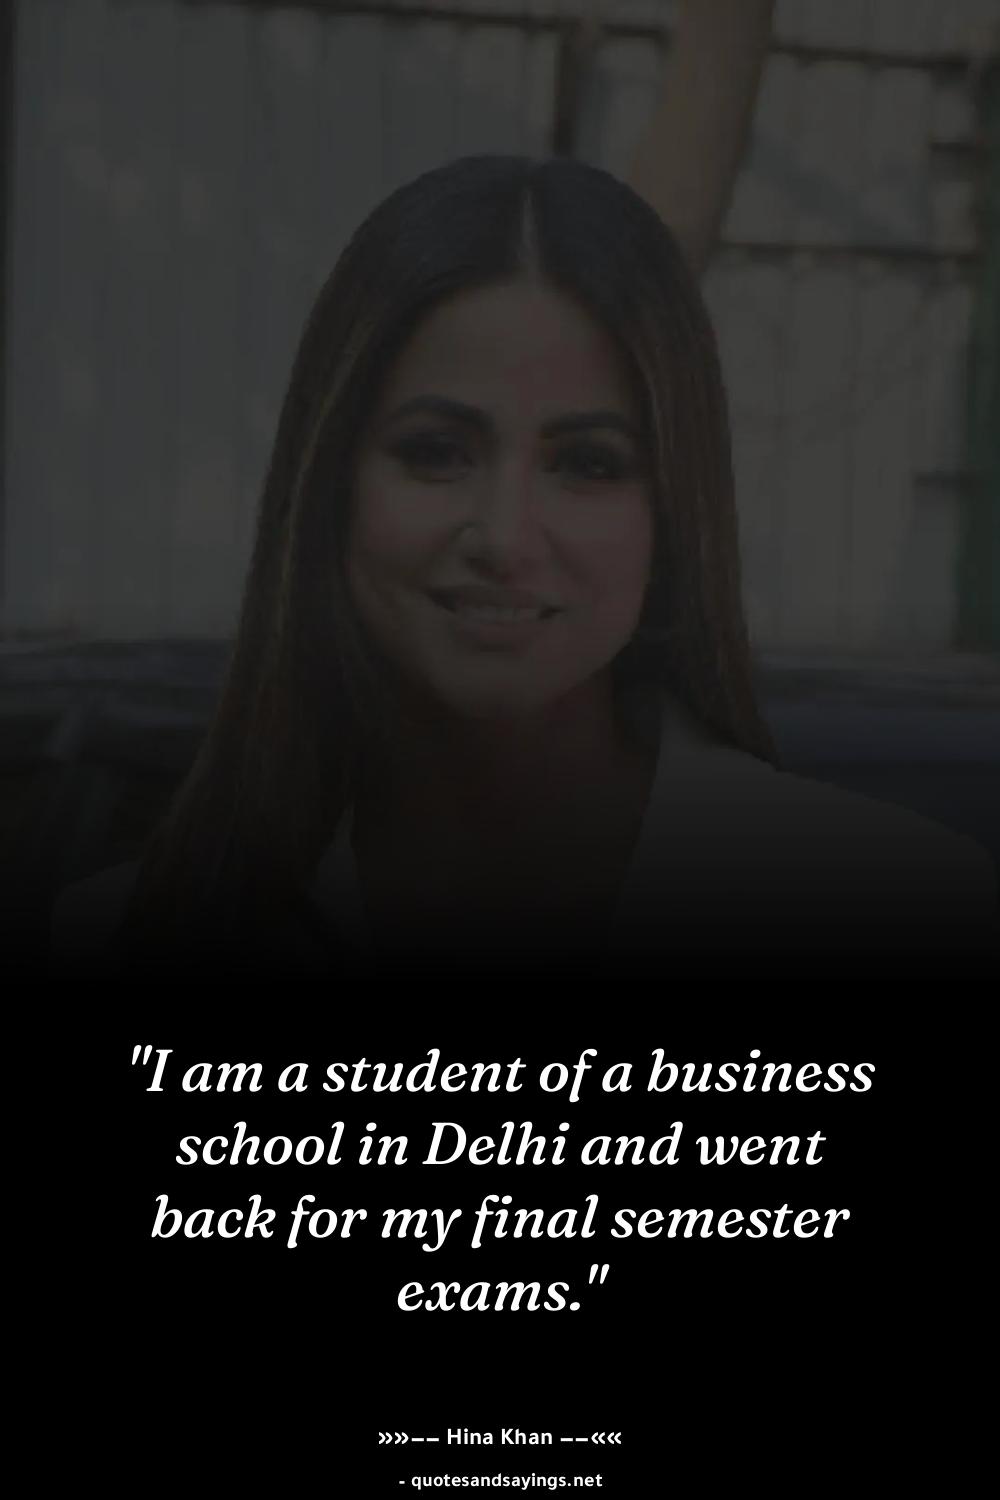 "I am a student of a business
school in Delhi and went
back for my final semester
exams."
»»–– Hina Khan ––««
- quotesandsayings.net